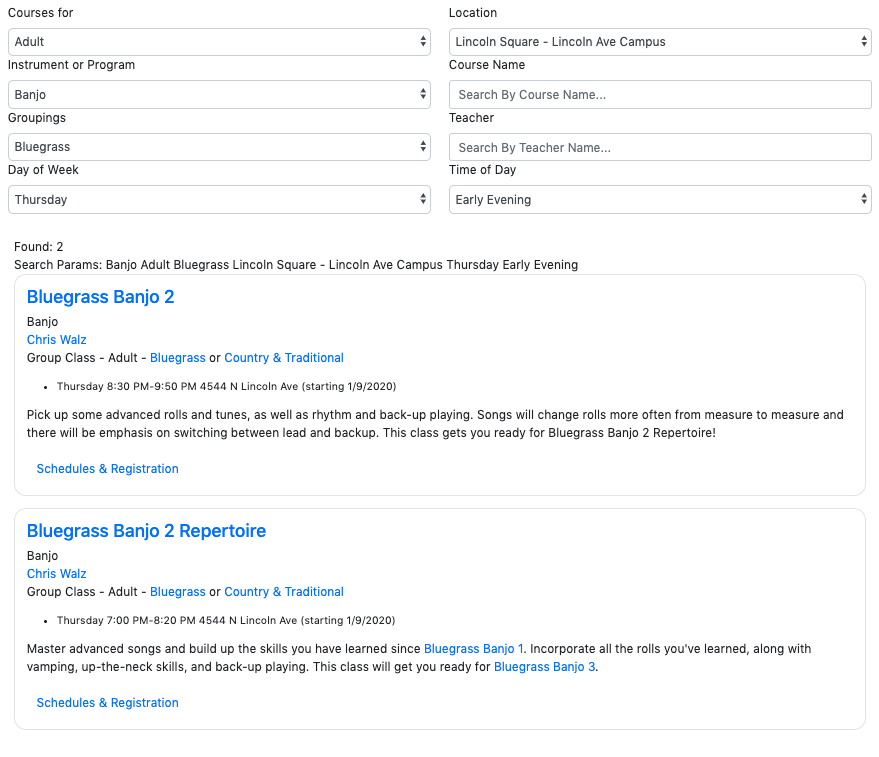 Courses for
Location
Adult
Lincoln Square - Lincoln Ave Campus
Instrument or Program
Course Name
Banjo
Search By Course Name...
Groupings
Teacher
Bluegrass
Search By Teacher Name...
Day of Week
Time of Day
Thursday
Early Evening
Found: 2
Search Params: Banjo Adult Bluegrass Lincoln Square - Lincoln Ave Campus Thursday Early Evening
Bluegrass Banjo 2
Banjo
Chris Walz
Group Class - Adult - Bluegrass or Country & Traditional
• Thursday 8:30 PM-9:50 PM 4544 N Lincoln Ave (starting 1/9/2020)
Pick up some advanced rolls and tunes, as well as rhythm and back-up playing. Songs will change rolls more often from measure to measure and
there will be emphasis on switching between lead and backup. This class gets you ready for Bluegrass Banjo 2 Repertoire!
Schedules & Registration
Bluegrass Banjo 2 Repertoire
Banjo
Chris Walz
Group Class - Adult - Bluegrass or Country & Traditional
• Thursday 7:00 PM-8:20 PM 4544 N Lincoln Ave (starting 1/9/2020)
Master advanced songs and build up the skills you have learned since Bluegrass Banjo 1. Incorporate all the rolls you've learned, along with
vamping, up-the-neck skills, and back-up playing. This class will get you ready for Bluegrass Banjo 3.
Schedules & Registration